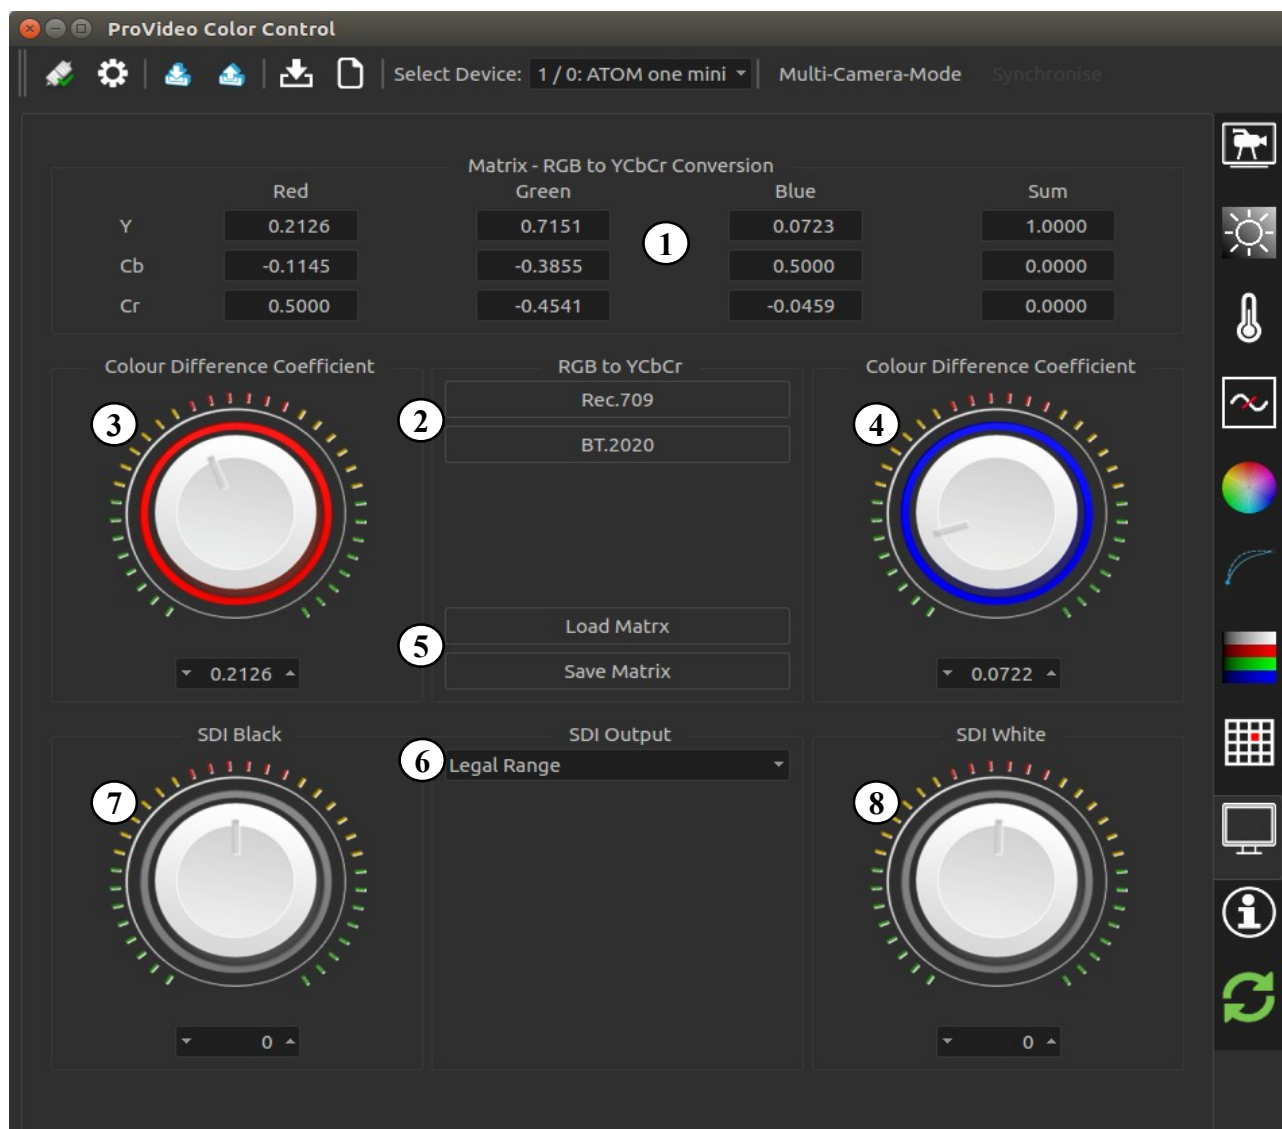 ProVideo Color Control
Select Device: 1 / 0: ATOM one mini Multi-Camera-Mode Synchronise
Matrix - RGB to YCbCr Conversion
Red Green Blue Sum
Y 0.2126 0.7151 0.0723 1.0000
1
Cb -0.1145 -0.3855 0.5000 0.0000
Cr 0.5000 -0.4541 -0.0459 0.0000
Colour Difference Coefficient RGB to YCbCr Colour Difference Coefficient
Rec.709
3 2 4
BT.2020
Load Matrx
5
Save Matrix
0.2126 0.0722
SDI Black SDI Output SDI White
6 Legal Range
7 8
0 0